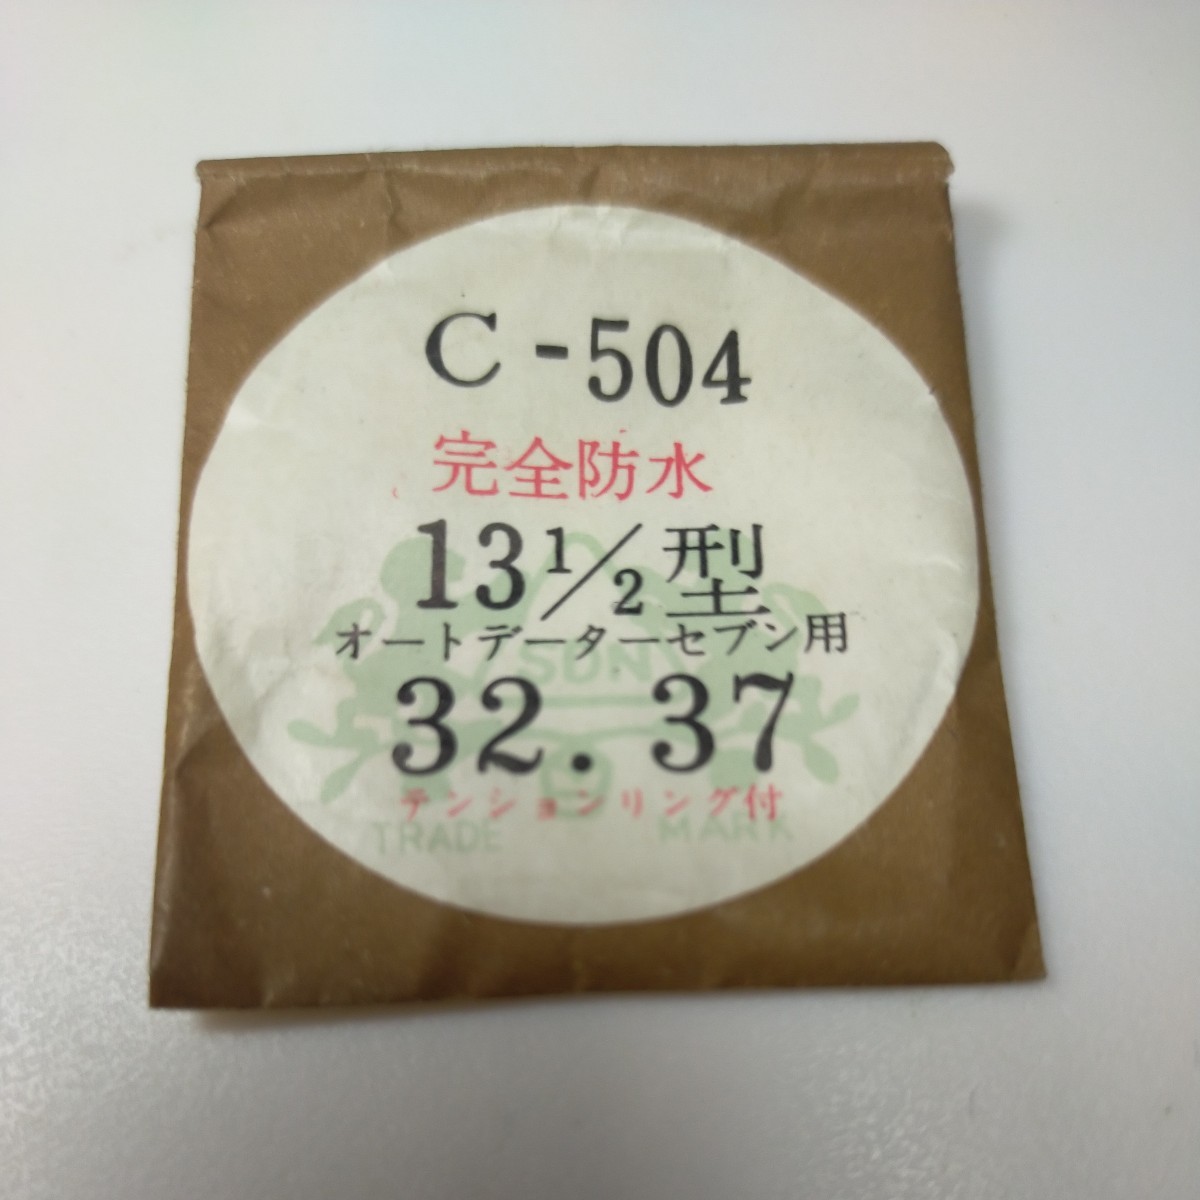 C-504
完全防水
13 1/2 型
オートデーターセブン用
32.37
テンションリング付
TRADE MARK